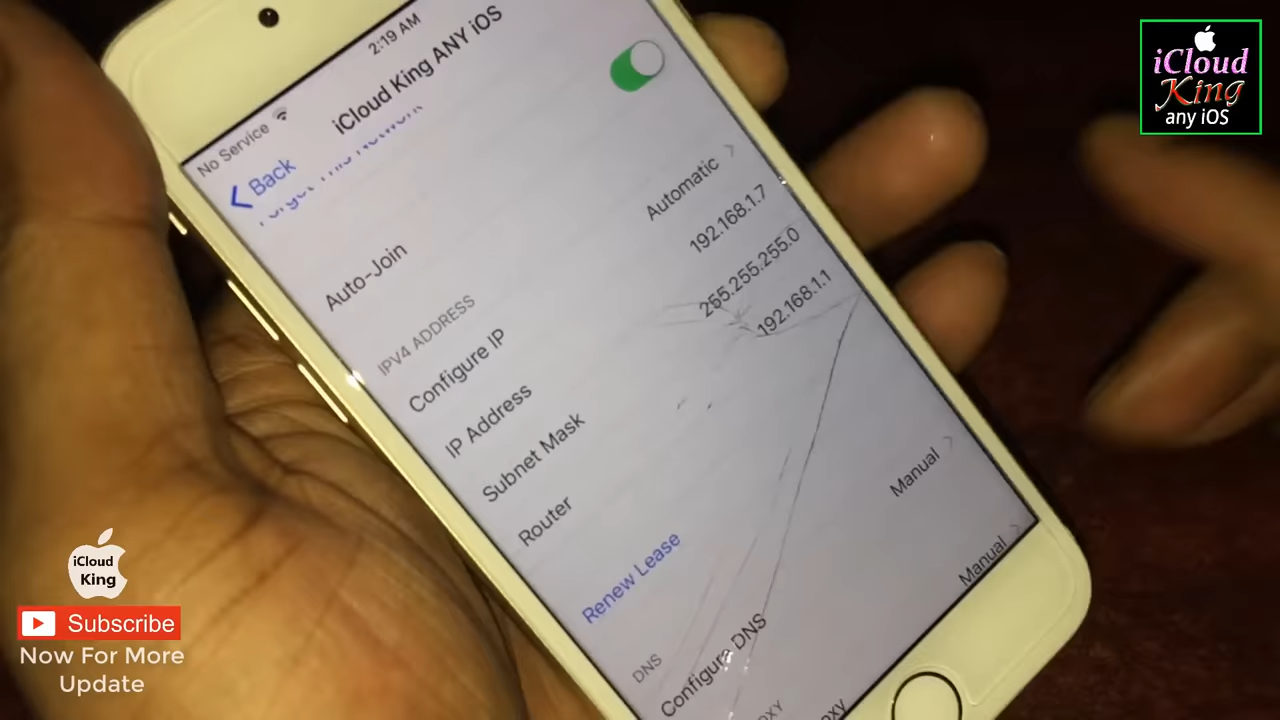 iCloud
King
any iOS
No Service
2:19 AM
Back
iCloud King ANY iOS
Forget This Network
Auto-Join
IPV4 ADDRESS
Configure IP Automatic
IP Address 192.168.1.7
Subnet Mask 255.255.255.0
Router 192.168.1.1
Renew Lease
DNS
Configure DNS Manual
Manual
iCloud
King
Subscribe
Now For More
Update